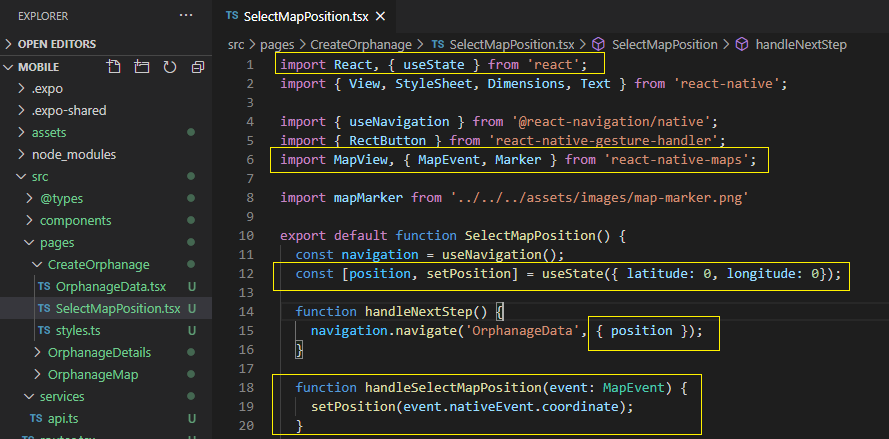 EXPLORER
···
OPEN EDITORS
MOBILE
.expo
.expo-shared
assets
node_modules
src
@types
components
pages
CreateOrphanage
TS OrphanageData.tsx U
TS SelectMapPosition.tsx U
TS styles.ts U
OrphanageDetails
OrphanageMap
services
TS api.ts U
TS SelectMapPosition.tsx ×
src > pages > CreateOrphanage > TS SelectMapPosition.tsx > SelectMapPosition > handleNextStep
1 import React, { useState } from 'react';
2 import { View, StyleSheet, Dimensions, Text } from 'react-native';
3
4 import { useNavigation } from '@react-navigation/native';
5 import { RectButton } from 'react-native-gesture-handler';
6 import MapView, { MapEvent, Marker } from 'react-native-maps';
7
8 import mapMarker from '../../../assets/images/map-marker.png'
9
10 export default function SelectMapPosition() {
11 const navigation = useNavigation();
12 const [position, setPosition] = useState({ latitude: 0, longitude: 0});
13
14 function handleNextStep() {
15 navigation.navigate('OrphanageData', { position });
16 }
17
18 function handleSelectMapPosition(event: MapEvent) {
19 setPosition(event.nativeEvent.coordinate);
20 }